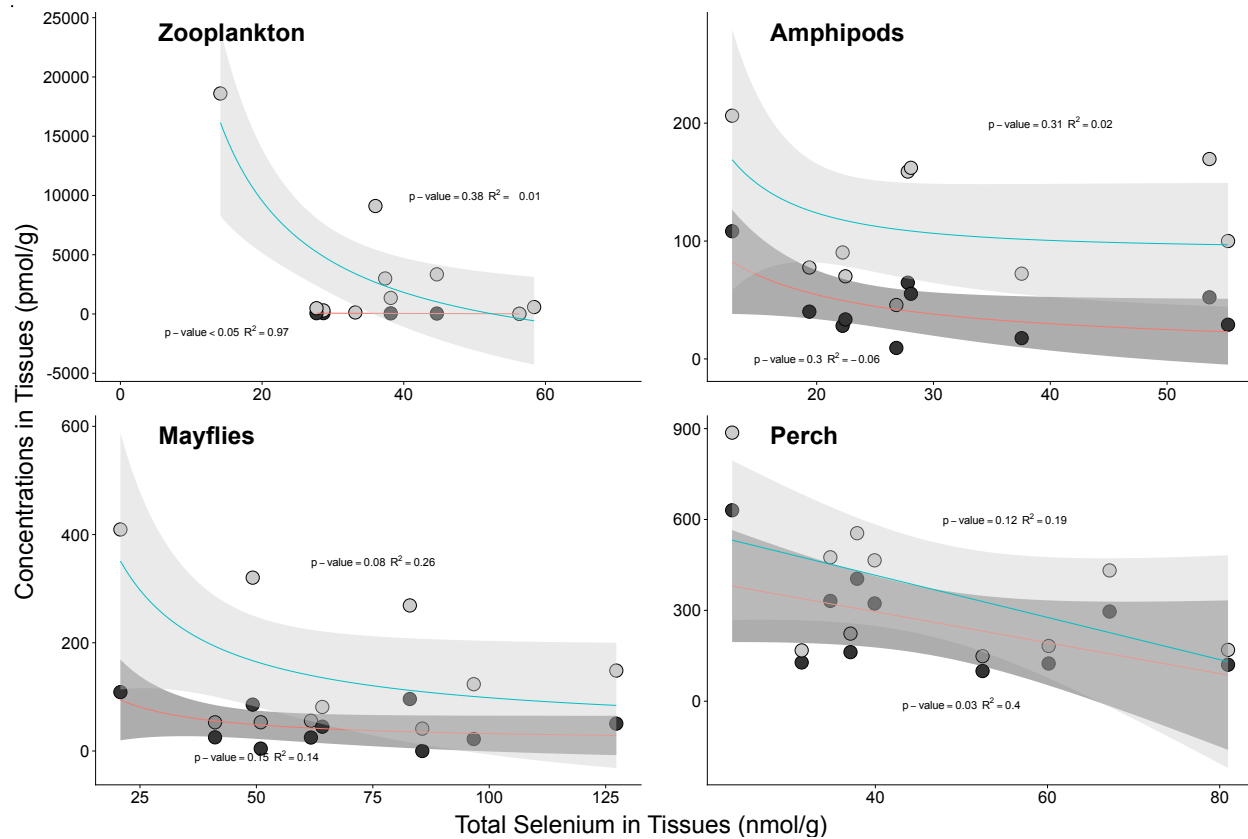 Zooplankton
25000
20000
15000
10000
5000
0
-5000
p – value = 0.38 R² = 0.01
p – value < 0.05 R² = 0.97
0 20 40 60
Amphipods
200
100
0
p – value = 0.31 R² = 0.02
p – value = 0.3 R² = – 0.06
20 30 40 50
Concentrations in Tissues (pmol/g)
Mayflies
600
400
200
0
p – value = 0.08 R² = 0.26
p – value = 0.15 R² = 0.14
25 50 75 100 125
Perch
900
600
300
0
p – value = 0.12 R² = 0.19
p – value = 0.03 R² = 0.4
40 60 80
Total Selenium in Tissues (nmol/g)